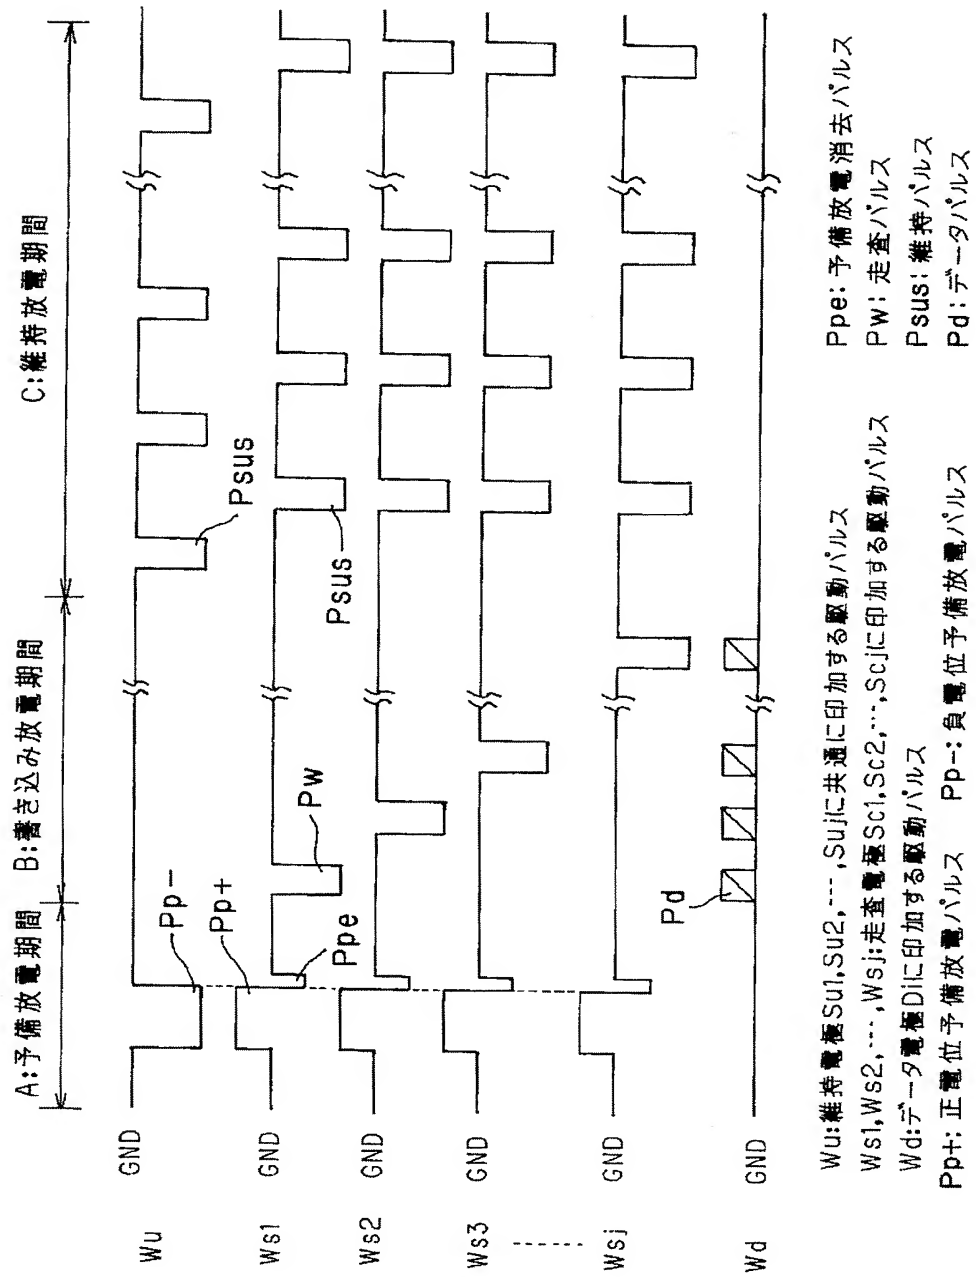 A:予備放電期間
B:書き込み放電期間
C:維持放電期間
Wu
GND
Pp-
Psus
Pp+
Ws1
GND
Pw
Ppe
Psus
Ws2
GND
Ws3
GND
Wsj
GND
Pd
Wd
GND
Wu:維持電極Su1,Su2,----,Sujに共通に印加する駆動パルス
Ws1,Ws2,----,Wsj:走査電極Sc1,Sc2,---,Scjに印加する駆動パルス
Wd:データ電極Diに印加する駆動パルス
Pp+:正電位予備放電パルス
Pp-:負電位予備放電パルス
Ppe:予備放電消去パルス
Pw:走査パルス
Psus:維持パルス
Pd:データパルス